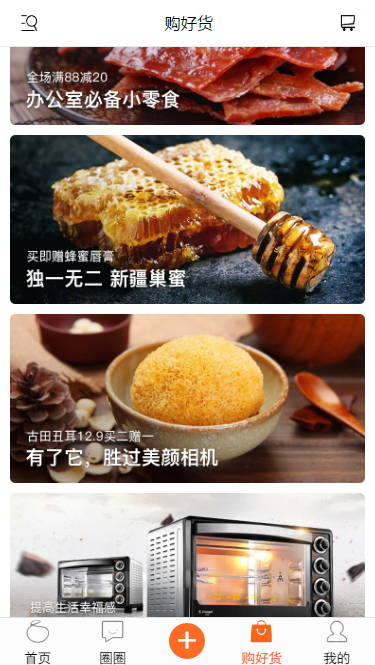 购好货
全场满88减20
办公室必备小零食
买即赠蜂蜜唇膏
独一无二 新疆巢蜜
古田丑耳12.9买二赠一
有了它，胜过美颜相机
提高生活幸福感
首页
圈圈
购好货
我的